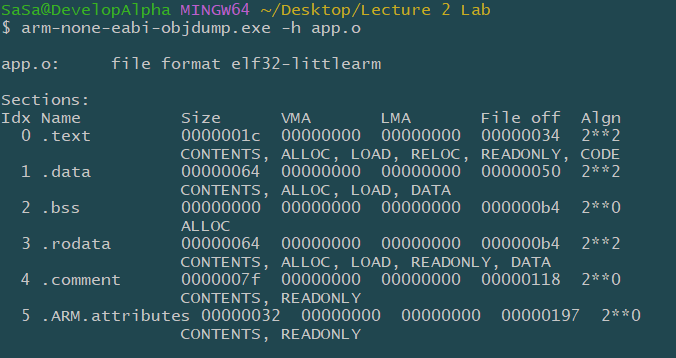 SaSa@DevelopAlpha MINGW64 ~/Desktop/Lecture 2 Lab
$ arm-none-eabi-objdump.exe -h app.o
app.o:     file format elf32-littlearm
Sections:
Idx Name          Size      VMA       LMA       File off  Algn
  0 .text         0000001c  00000000  00000000  00000034  2**2
                  CONTENTS, ALLOC, LOAD, RELOC, READONLY, CODE
  1 .data         00000064  00000000  00000000  00000050  2**2
                  CONTENTS, ALLOC, LOAD, DATA
  2 .bss          00000000  00000000  00000000  000000b4  2**0
                  ALLOC
  3 .rodata       00000064  00000000  00000000  000000b4  2**2
                  CONTENTS, ALLOC, LOAD, READONLY, DATA
  4 .comment      0000007f  00000000  00000000  00000118  2**0
                  CONTENTS, READONLY
  5 .ARM.attributes 00000032  00000000  00000000  00000197  2**0
                  CONTENTS, READONLY